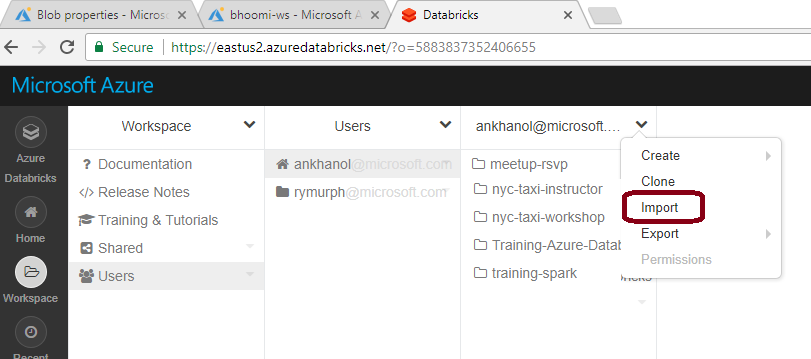 Blob properties - Micros
bhoomi-ws - Microsoft A
Databricks
Secure https://eastus2.azuredatabricks.net/?o=5883837352406655
Microsoft Azure
Azure
Databricks
Home
Workspace
Recent
Workspace
Documentation
Release Notes
Training & Tutorials
Shared
Users
Users
ankhanol@microsoft.com
rymurph@microsoft.com
ankhanol@microsoft....
meetup-rsvp
nyc-taxi-instructor
nyc-taxi-workshop
Training-Azure-Datab
training-spark
Create
Clone
Import
Export
Permissions